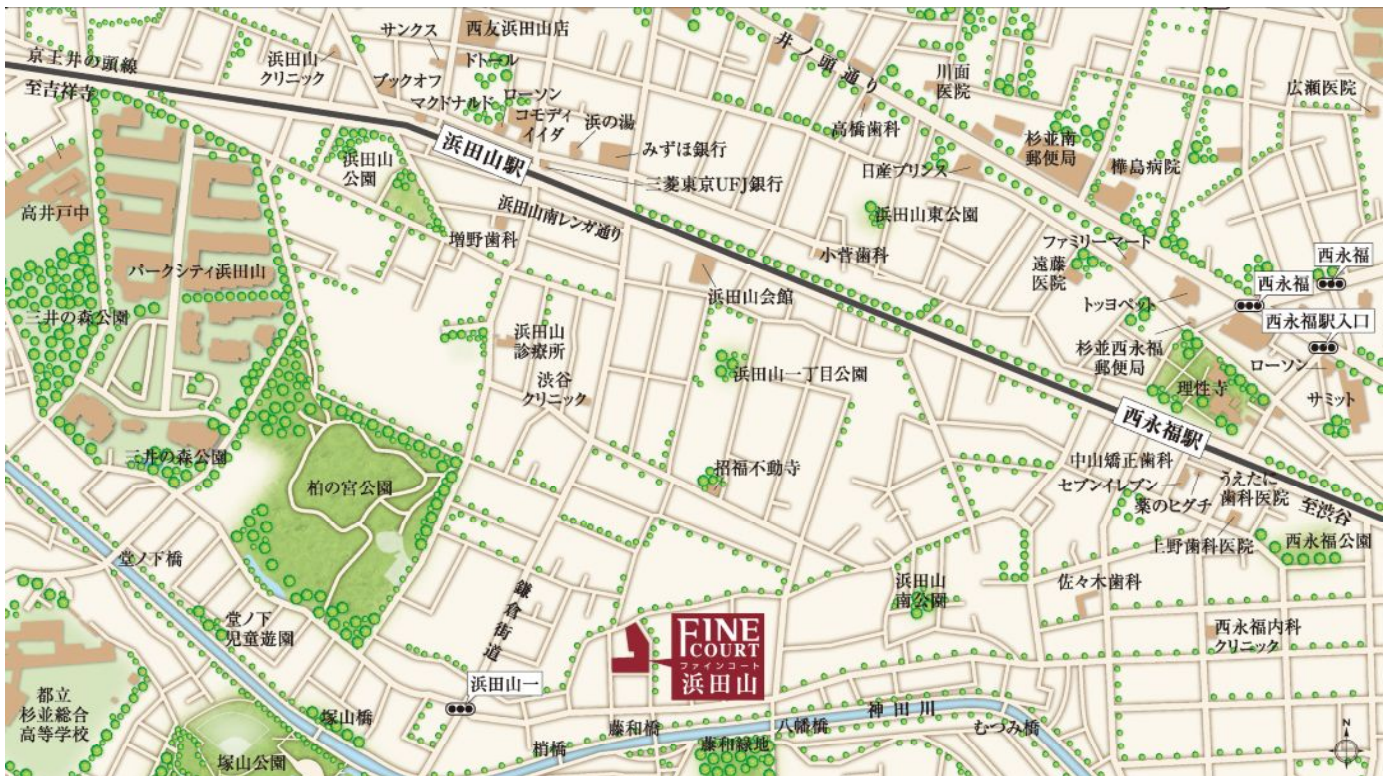 サンクス
西友浜田山店
京王井の頭線
浜田山
クリニック
ドトール
井ノ頭通り
川面
医院
至吉祥寺
ブックオフ
マクドナルド
ローソン
広瀬医院
コモディ
イイダ
浜の湯
高橋歯科
浜田山駅
みずほ銀行
杉並南
郵便局
浜田山
公園
三菱東京UFJ銀行
日産プリンス
樺島病院
高井戸中
浜田山南レンガ通り
浜田山東公園
増野歯科
小菅歯科
ファミリーマート
遠藤
医院
西永福
西永福
パークシティ浜田山
浜田山会館
トヨペット
三井の森公園
西永福駅入口
浜田山
診療所
杉並西永福
郵便局
浜田山一丁目公園
ローソン
渋谷
クリニック
理性寺
サミット
西永福駅
三井の森公園
中山矯正歯科
招福不動寺
セブンイレブン
うえだに
歯科医院
柏の宮公園
薬のヒグチ
至渋谷
上野歯科医院
西永福公園
堂ノ下橋
鎌倉街道
浜田山
南公園
佐々木歯科
堂ノ下
児童遊園
FINE
COURT
ファインコート
浜田山
西永福内科
クリニック
浜田山一
都立
杉並総合
高等学校
塚山橋
神田川
藤和橋
八幡橋
むつみ橋
梢橋
藤和緑地
塚山公園
N